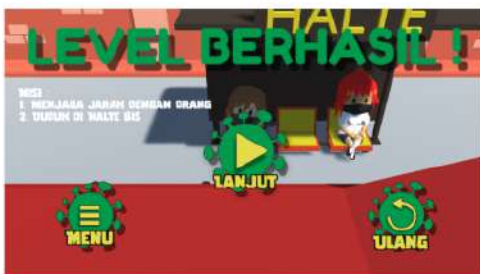 HALTE
LEVEL BERHASIL !
MISI
1. MENJAGA JARAK DENGAN ORANG
2. DUDUK DI HALTE BIS
LANJUT
MENU
ULANG